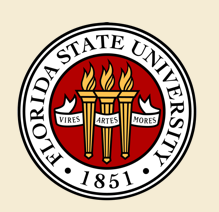 FLORIDA STATE UNIVERSITY
VIRES ARTES MORES
• 1851 •